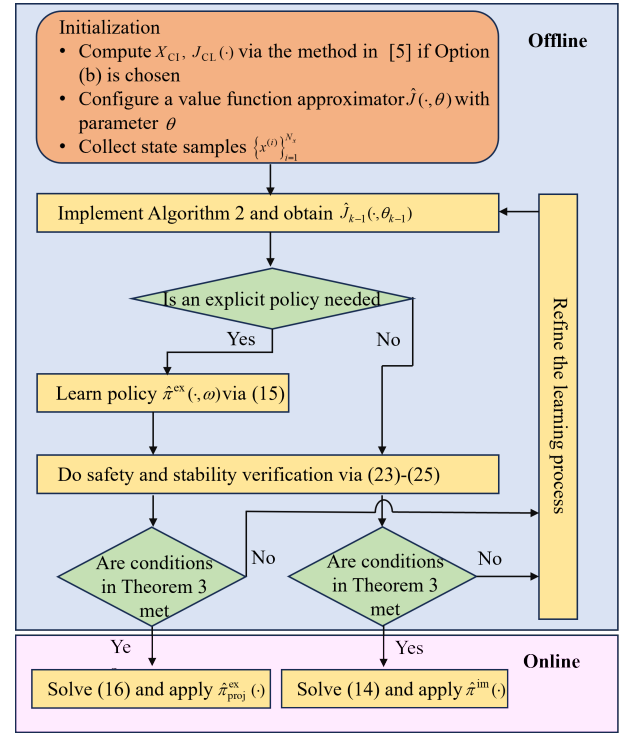 Initialization
Offline
• Compute X_CI, J_CL(·) via the method in [5] if Option
(b) is chosen
• Configure a value function approximator Ĵ(·,θ) with
parameter θ
• Collect state samples {x^(i)}_{i=1}^{N_x}
Implement Algorithm 2 and obtain Ĵ_{k−1}(·,θ_{k−1})
Is an explicit policy needed
Yes
No
Refine the learning process
Learn policy π̂^ex(·,ω) via (15)
Do safety and stability verification via (23)-(25)
Are conditions
in Theorem 3
met
No
Are conditions
in Theorem 3
met
No
Ye
Yes
Online
Solve (16) and apply π̂^ex_proj(·)
Solve (14) and apply π̂^im(·)